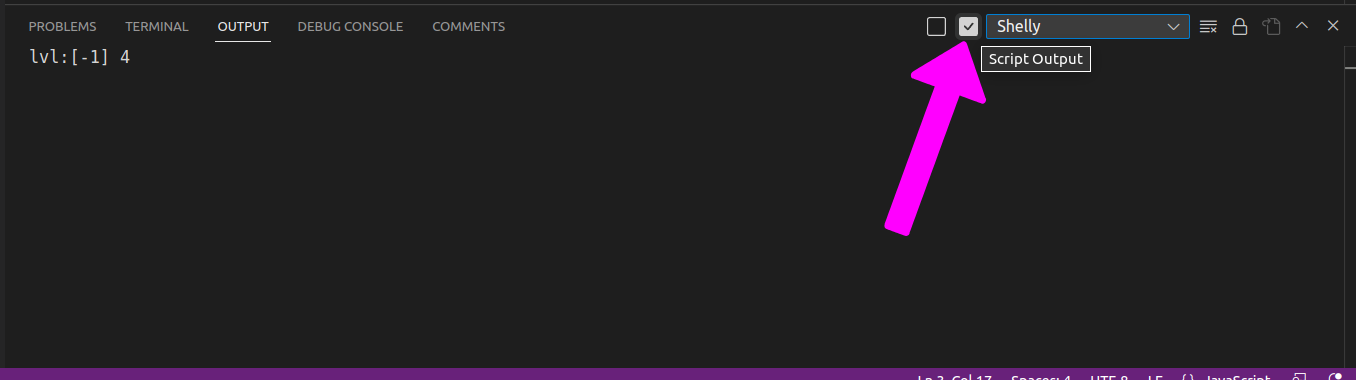 PROBLEMS TERMINAL OUTPUT DEBUG CONSOLE COMMENTS Shelly
lvl:[-1] 4
Script Output
Ln 3, Col 17 Spaces: 4 UTF-8 LF {} JavaScript